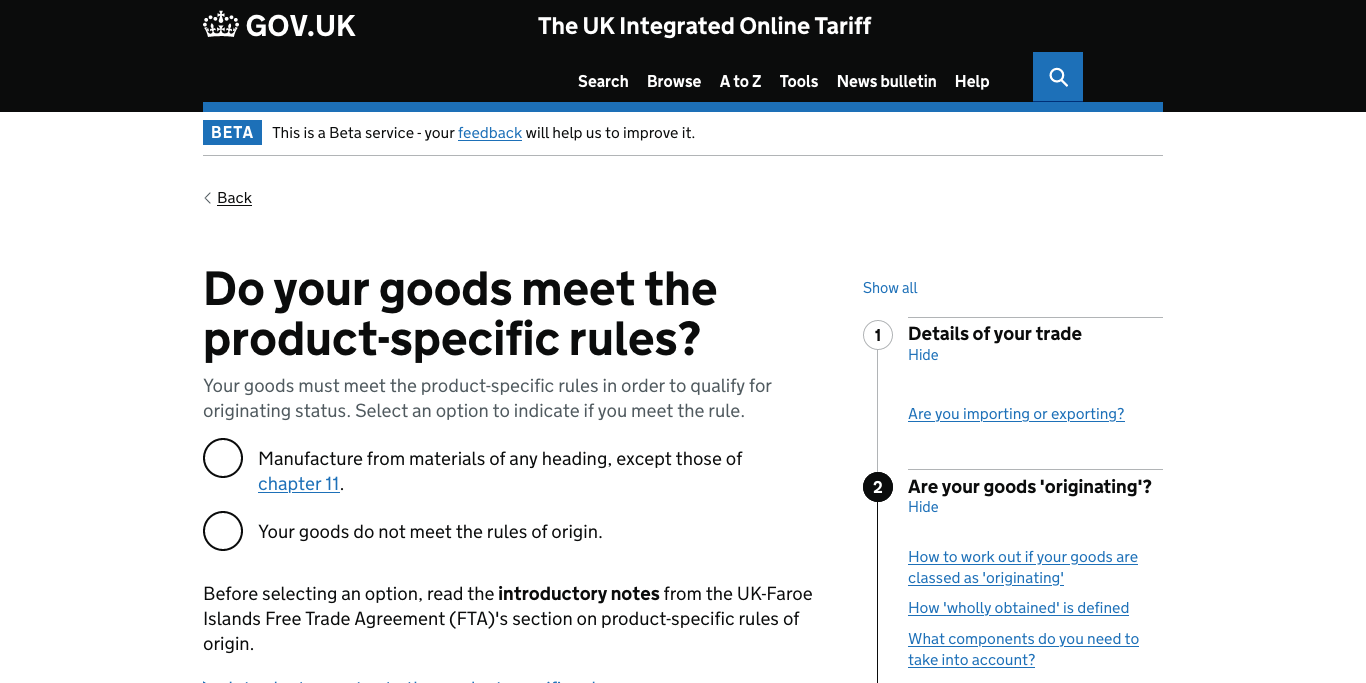 GOV.UK
The UK Integrated Online Tariff
Search Browse A to Z Tools News bulletin Help
BETA This is a Beta service - your feedback will help us to improve it.
Back
Do your goods meet the
product-specific rules?
Your goods must meet the product-specific rules in order to qualify for
originating status. Select an option to indicate if you meet the rule.
Manufacture from materials of any heading, except those of
chapter 11.
Your goods do not meet the rules of origin.
Before selecting an option, read the introductory notes from the UK-Faroe
Islands Free Trade Agreement (FTA)'s section on product-specific rules of
origin.
Show all
1 Details of your trade
Hide
Are you importing or exporting?
2 Are your goods 'originating'?
Hide
How to work out if your goods are
classed as 'originating'
How 'wholly obtained' is defined
What components do you need to
take into account?